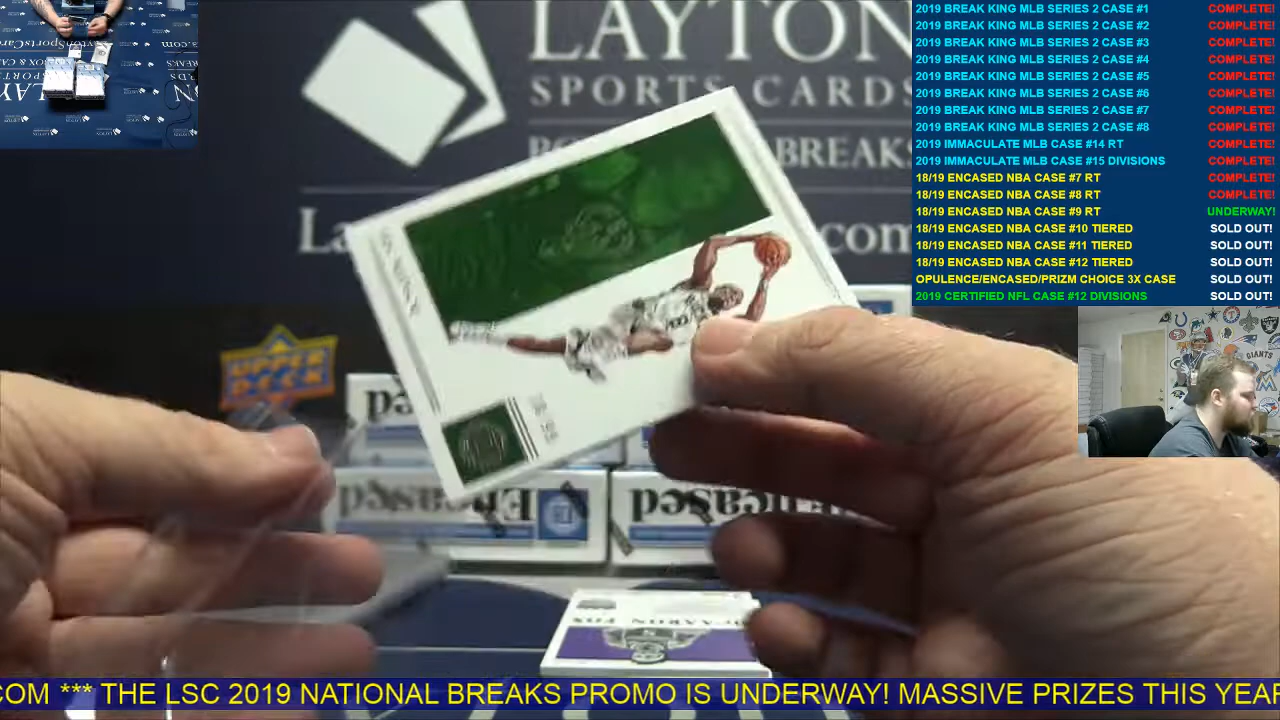 LAYTON
SPORTS CARDS
BREAKS
.com
2019 BREAK KING MLB SERIES 2 CASE #1 COMPLETE!
2019 BREAK KING MLB SERIES 2 CASE #2 COMPLETE!
2019 BREAK KING MLB SERIES 2 CASE #3 COMPLETE!
2019 BREAK KING MLB SERIES 2 CASE #4 COMPLETE!
2019 BREAK KING MLB SERIES 2 CASE #5 COMPLETE!
2019 BREAK KING MLB SERIES 2 CASE #6 COMPLETE!
2019 BREAK KING MLB SERIES 2 CASE #7 COMPLETE!
2019 BREAK KING MLB SERIES 2 CASE #8 COMPLETE!
2019 IMMACULATE MLB CASE #14 RT COMPLETE!
2019 IMMACULATE MLB CASE #15 DIVISIONS COMPLETE!
18/19 ENCASED NBA CASE #7 RT COMPLETE!
18/19 ENCASED NBA CASE #8 RT COMPLETE!
18/19 ENCASED NBA CASE #9 RT UNDERWAY!
18/19 ENCASED NBA CASE #10 TIERED SOLD OUT!
18/19 ENCASED NBA CASE #11 TIERED SOLD OUT!
18/19 ENCASED NBA CASE #12 TIERED SOLD OUT!
OPULENCE/ENCASED/PRIZM CHOICE 3X CASE SOLD OUT!
2019 CERTIFIED NFL CASE #12 DIVISIONS SOLD OUT!
UPPER DECK
GIANTS
Encased
Encased
COM *** THE LSC 2019 NATIONAL BREAKS PROMO IS UNDERWAY! MASSIVE PRIZES THIS YEAR